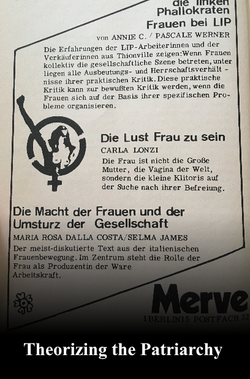 die linken
Phallokraten
Frauen bei LIP
von ANNIE C. / PASCALE WERNER
Die Erfahrungen der LIP-Arbeiterinnen und der
Verkäuferinnen aus Thionville zeigen:Wenn Frauen
kollektiv die gesellschaftliche Szene betreten, unter-
liegen alle Ausbeutungs- und Herrschaftsverhält -
nisse ihrer praktischen Kritik. Diese praktische
Kritik kann zur bewußten Kritik werden, wenn die
Frauen sich auf der Basis ihrer spezifischen Pro-
bleme organisieren.
Die Lust Frau zu sein
CARLA LONZI
Die Frau ist nicht die Große
Mutter, die Vagina der Welt,
sondern die kleine Klitoris auf
der Suche nach ihrer Befreiung.
Die Macht der Frauen und der
Umsturz der Gesellschaft
MARIA ROSA DALLA COSTA/SELMA JAMES
Der meist-diskutierte Text aus der italienischen
Frauenbewegung. Im Zentrum steht die Rolle der
Frau als Produzentin der Ware
Arbeitskraft.
Merve
1 BERLIN 15 POSTFACH
Theorizing the Patriarchy